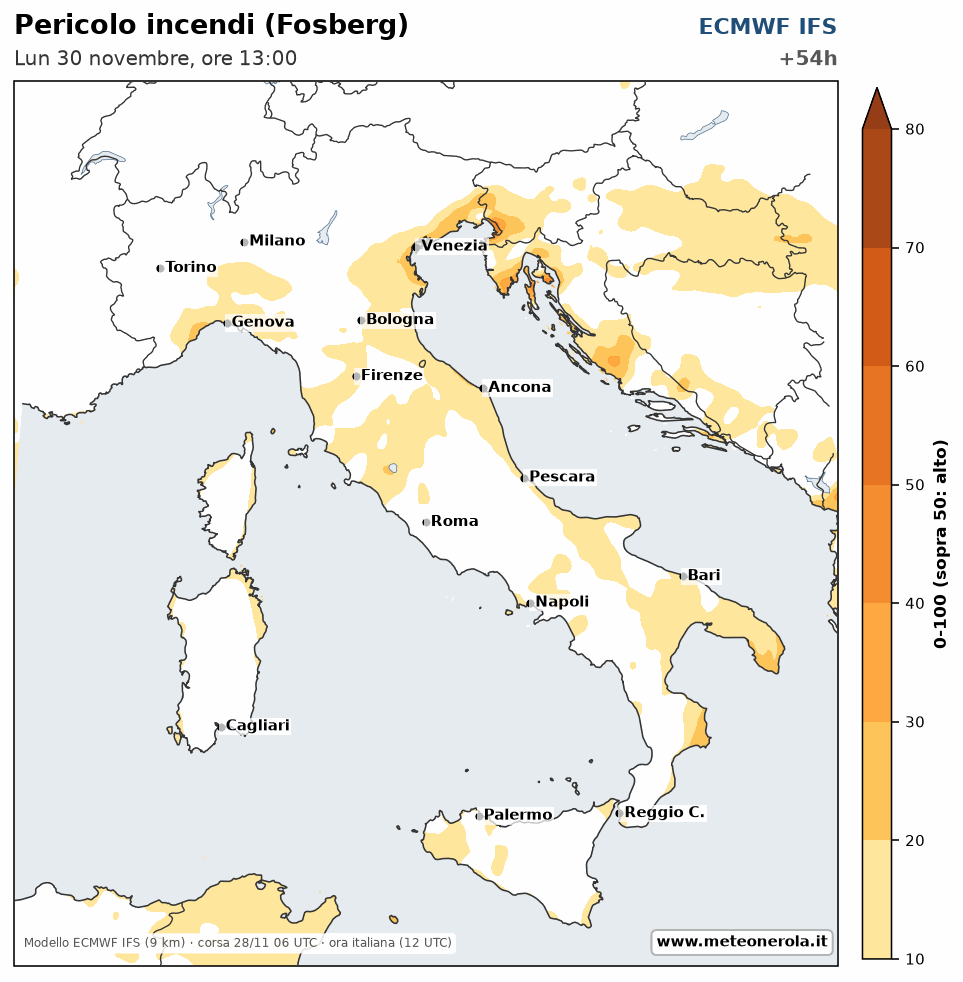 Pericolo incendi (Fosberg)
ECMWF IFS
Lun 30 novembre, ore 13:00
+54h
80
70
60
50
40
30
20
10
0-100 (sopra 50: alto)
Milano
Venezia
Torino
Genova
Bologna
Firenze
Ancona
Pescara
Roma
Bari
Napoli
Cagliari
Palermo
Reggio C.
Modello ECMWF IFS (9 km) · corsa 28/11 06 UTC · ora italiana (12 UTC)
www.meteonerola.it